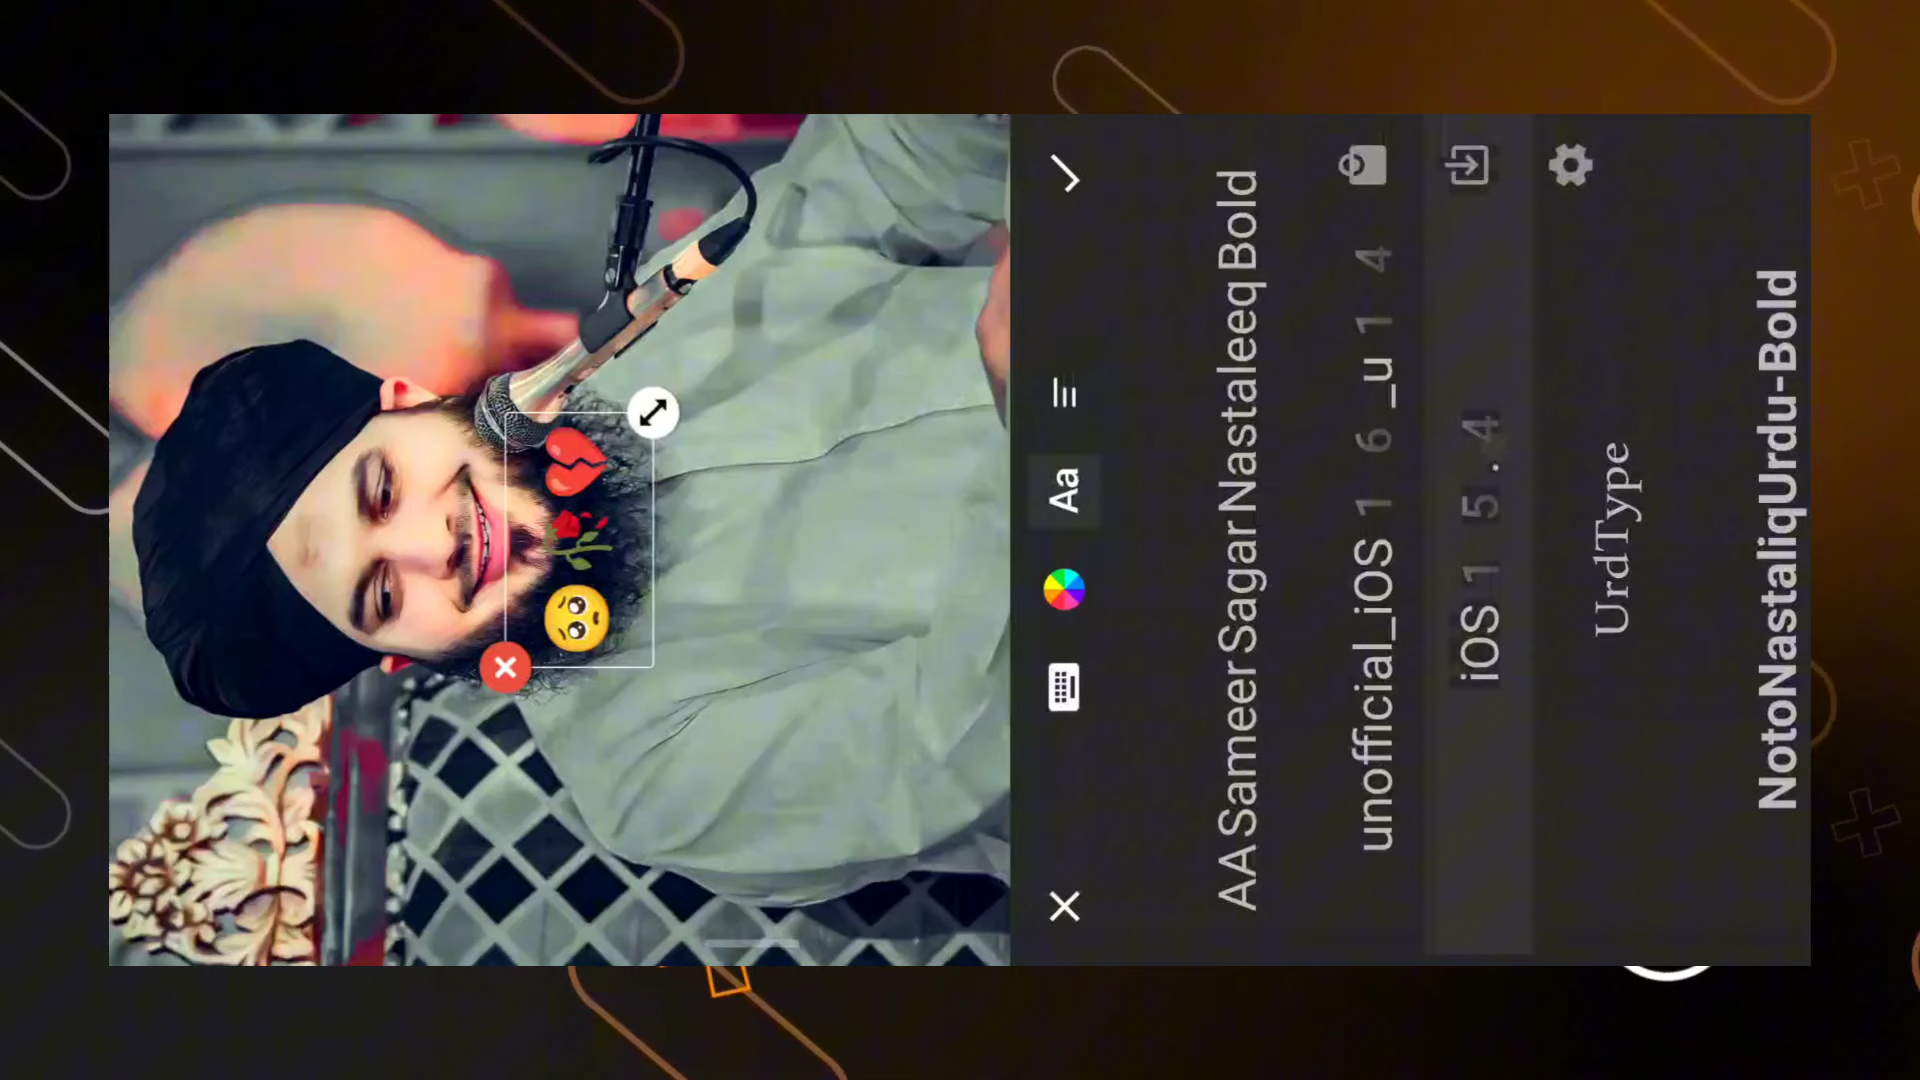 Aa
AA Sameer Sagar Nastaleeq Bold
unofficial_iOS 1 6 _u 1 4
iOS 1 5 . 4
UrdType
NotoNastaliqUrdu-Bold